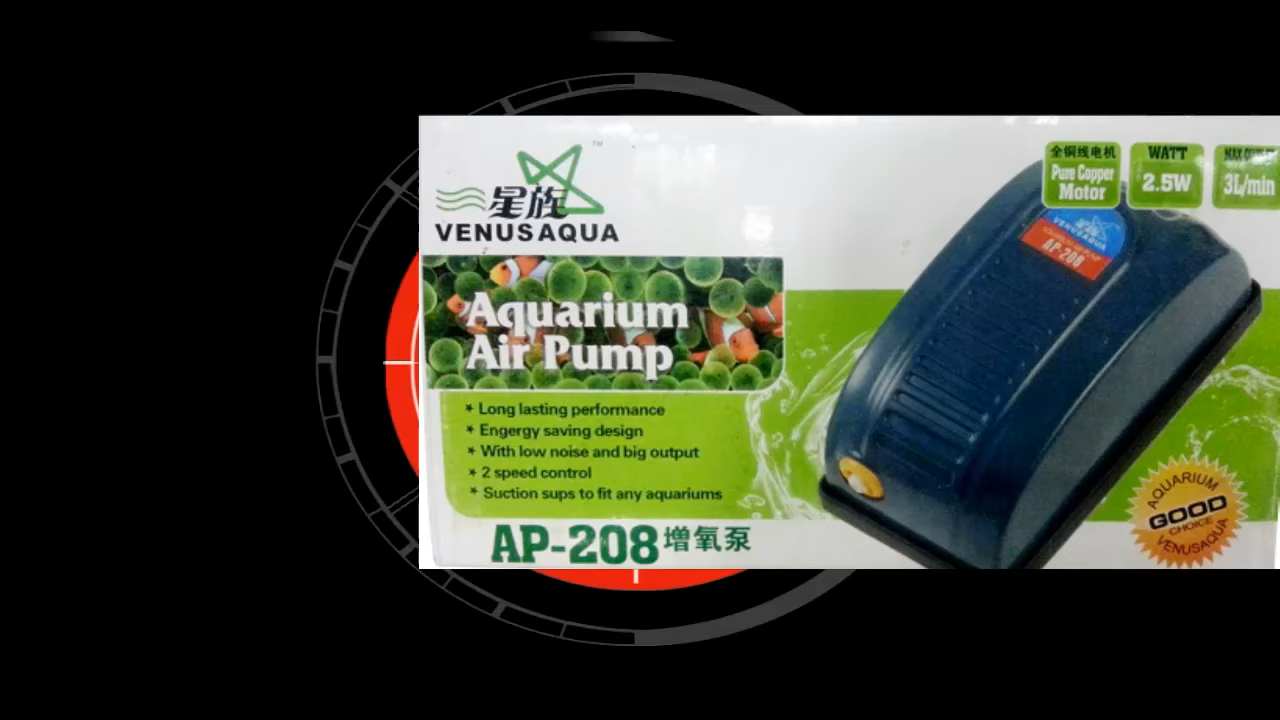 TM
星族
VENUSAQUA
Aquarium
Air Pump
* Long lasting performance
* Engergy saving design
* With low noise and big output
* 2 speed control
* Suction sups to fit any aquariums
AP-208 增氧泵
全铜线电机
Pure Copper
Motor
WATT
2.5W
MAX
3L/min
VENUSAQUA
AP-208
AQUARIUM
GOOD
CHOICE
VENUSAQUA